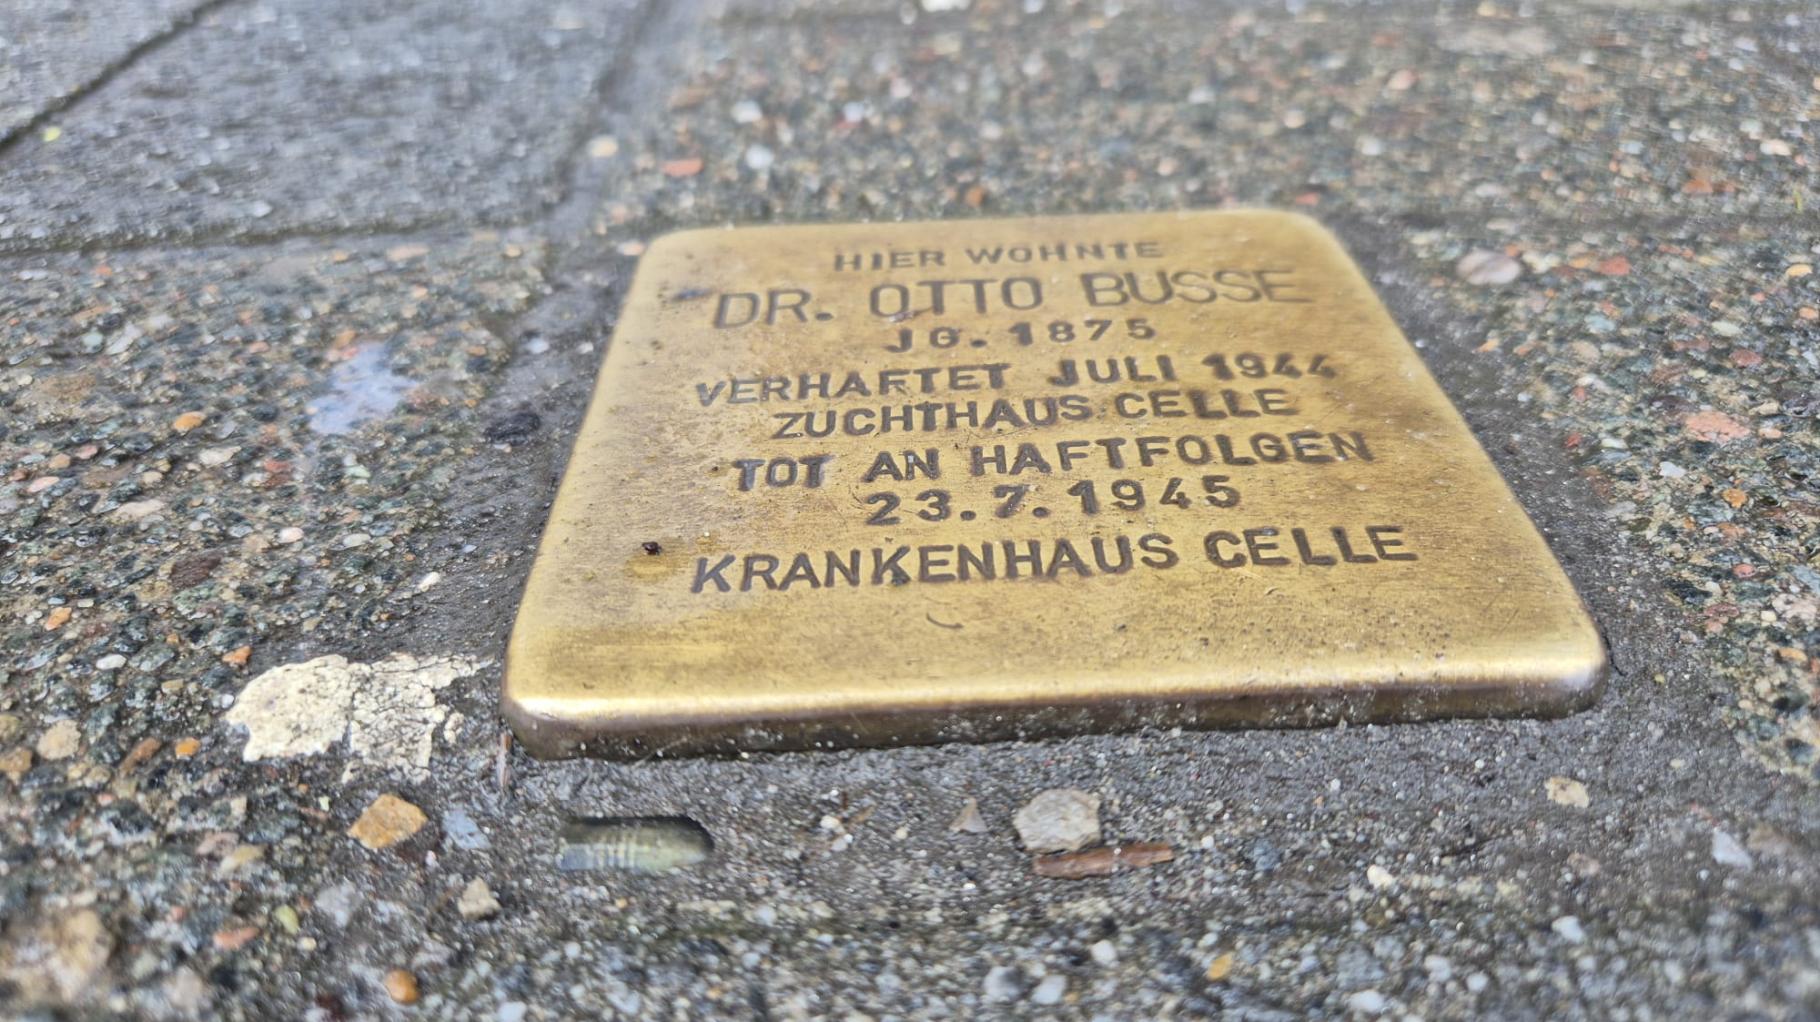 HIER WOHNTE
DR. OTTO BUSSE
JG. 1875
VERHAFTET JULI 1944
ZUCHTHAUS CELLE
TOT AN HAFTFOLGEN
23.7.1945
KRANKENHAUS CELLE